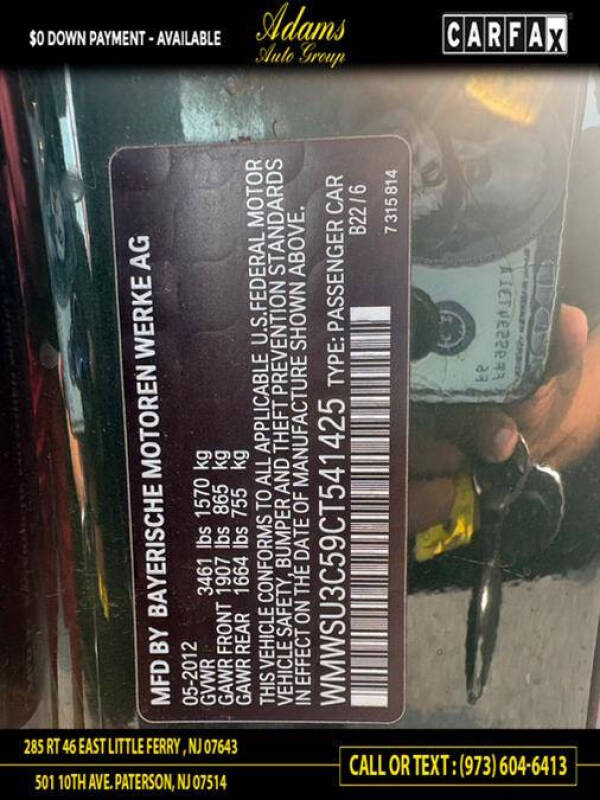 $0 DOWN PAYMENT - AVAILABLE
Adams
Auto Group
CARFAX
MFD BY BAYERISCHE MOTOREN WERKE AG
05-2012
GVWR 3461 lbs 1570 kg
GAWR FRONT 1907 lbs 865 kg
GAWR REAR 1664 lbs 755 kg
THIS VEHICLE CONFORMS TO ALL APPLICABLE U.S.FEDERAL MOTOR
VEHICLE SAFETY, BUMPER AND THEFT PREVENTION STANDARDS
IN EFFECT ON THE DATE OF MANUFACTURE SHOWN ABOVE.
WMWSU3C59CT541425 TYPE: PASSENGER CAR
B22 / 6
7 315 814
285 RT 46 EAST LITTLE FERRY , NJ 07643
501 10TH AVE. PATERSON, NJ 07514
CALL OR TEXT : (973) 604-6413